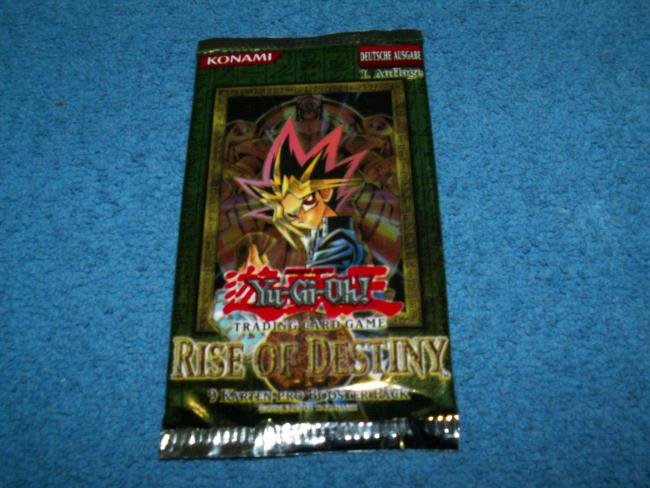 KONAMI
DEUTSCHE AUSGABE
1. Auflage
Yu-Gi-Oh!
TRADING CARD GAME
RISE OF DESTINY
9 KARTEN PRO BOOSTER-PACK